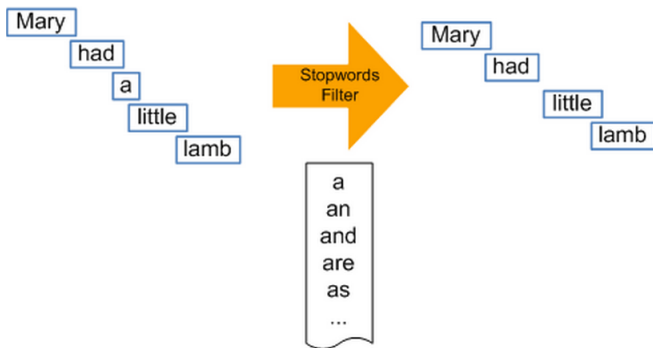 Mary
had
a
little
lamb
Stopwords
Filter
a
an
and
are
as
...
Mary
had
little
lamb